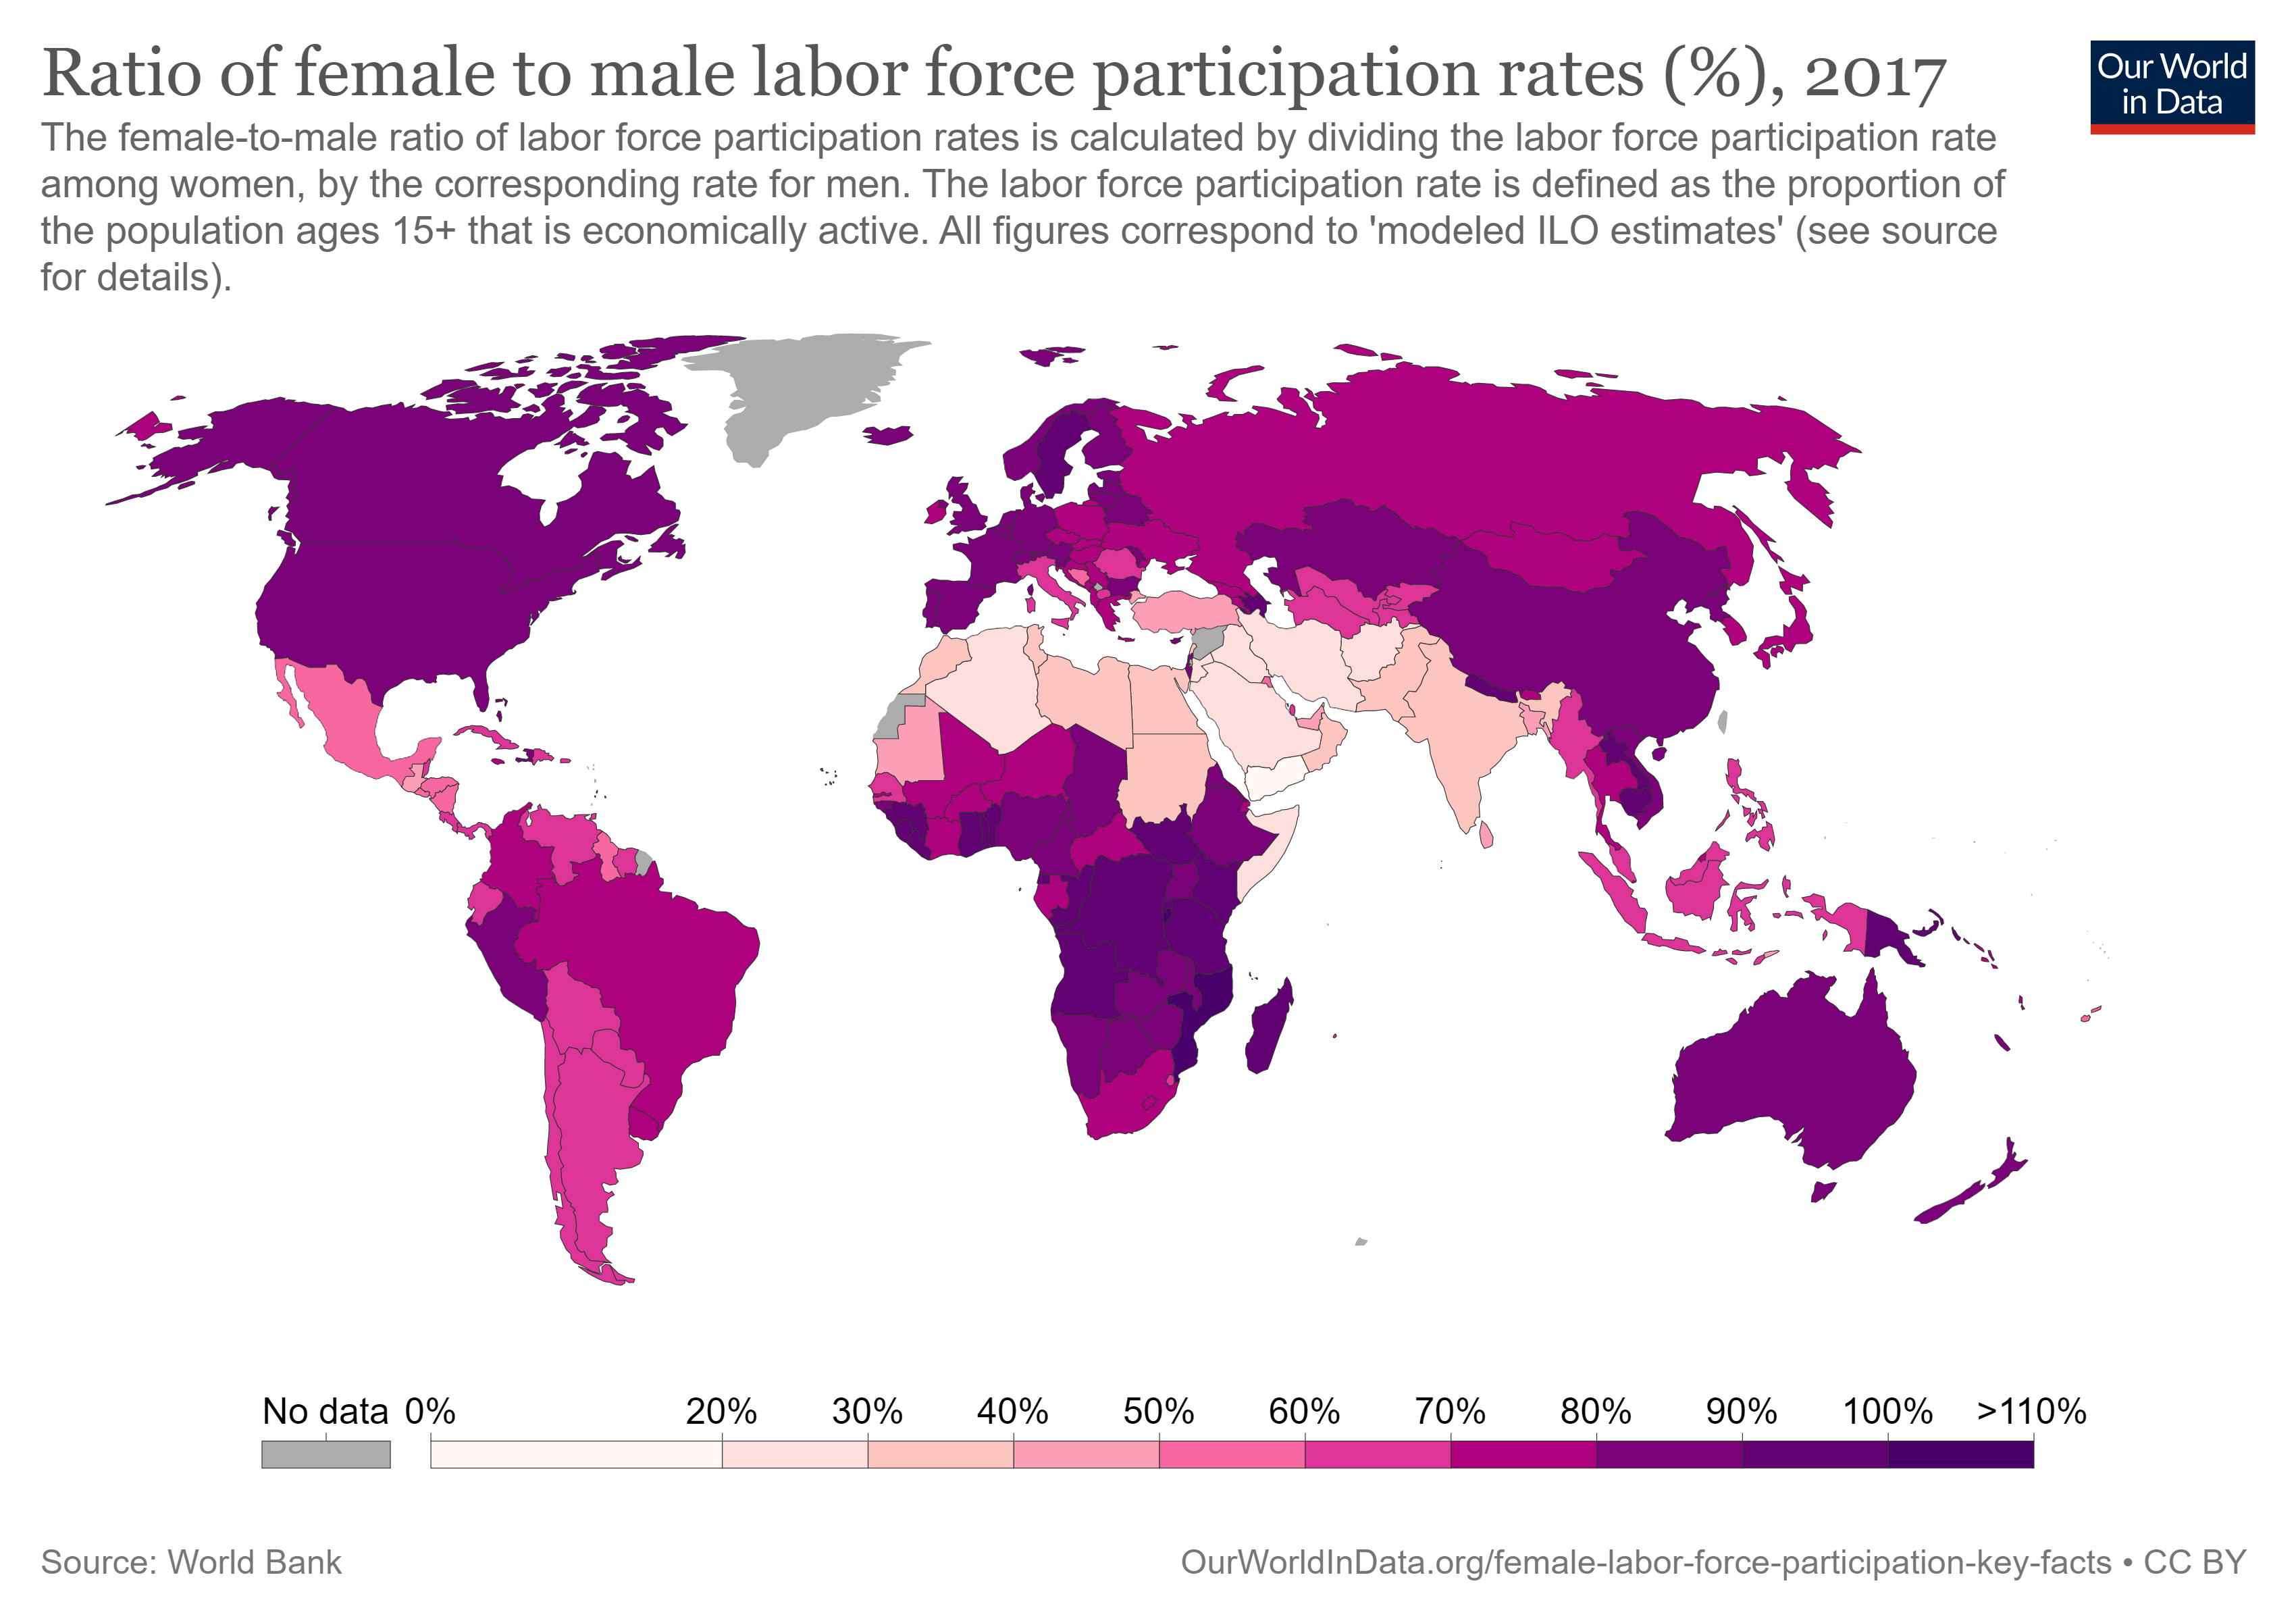 Ratio of female to male labor force participation rates (%), 2017
Our World
in Data
The female-to-male ratio of labor force participation rates is calculated by dividing the labor force participation rate
among women, by the corresponding rate for men. The labor force participation rate is defined as the proportion of
the population ages 15+ that is economically active. All figures correspond to 'modeled ILO estimates' (see source
for details).
No data 0% 20% 30% 40% 50% 60% 70% 80% 90% 100% >110%
Source: World Bank
OurWorldInData.org/female-labor-force-participation-key-facts • CC BY